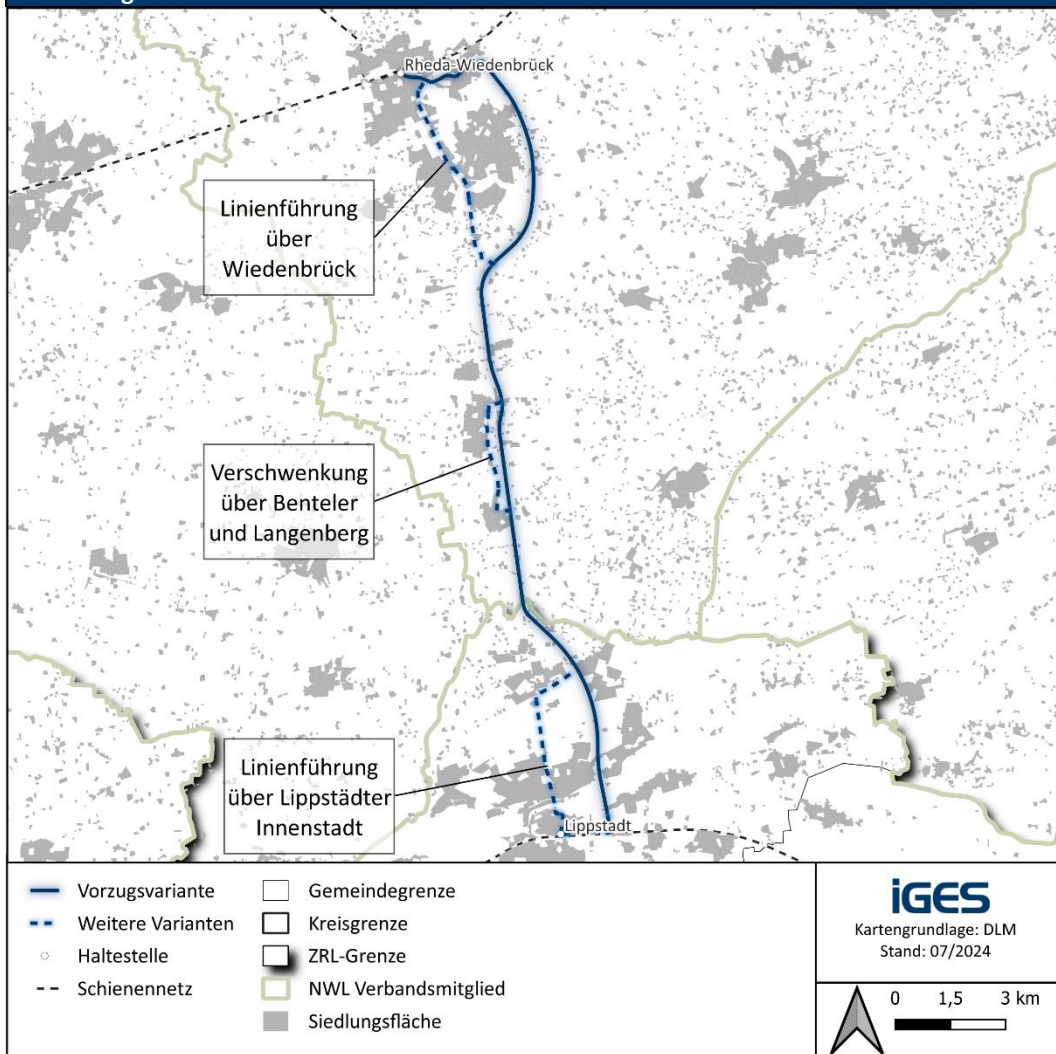 Rheda-Wiedenbrück
Linienführung
über
Wiedenbrück
Verschwenkung
über Benteler
und Langenberg
Linienführung
über Lippstädter
Innenstadt
Lippstadt
Vorzugsvariante
Weitere Varianten
Haltestelle
Schienennetz
Gemeindegrenze
Kreisgrenze
ZRL-Grenze
NWL Verbandsmitglied
Siedlungsfläche
iGES
Kartengrundlage: DLM
Stand: 07/2024
0 1,5 3 km